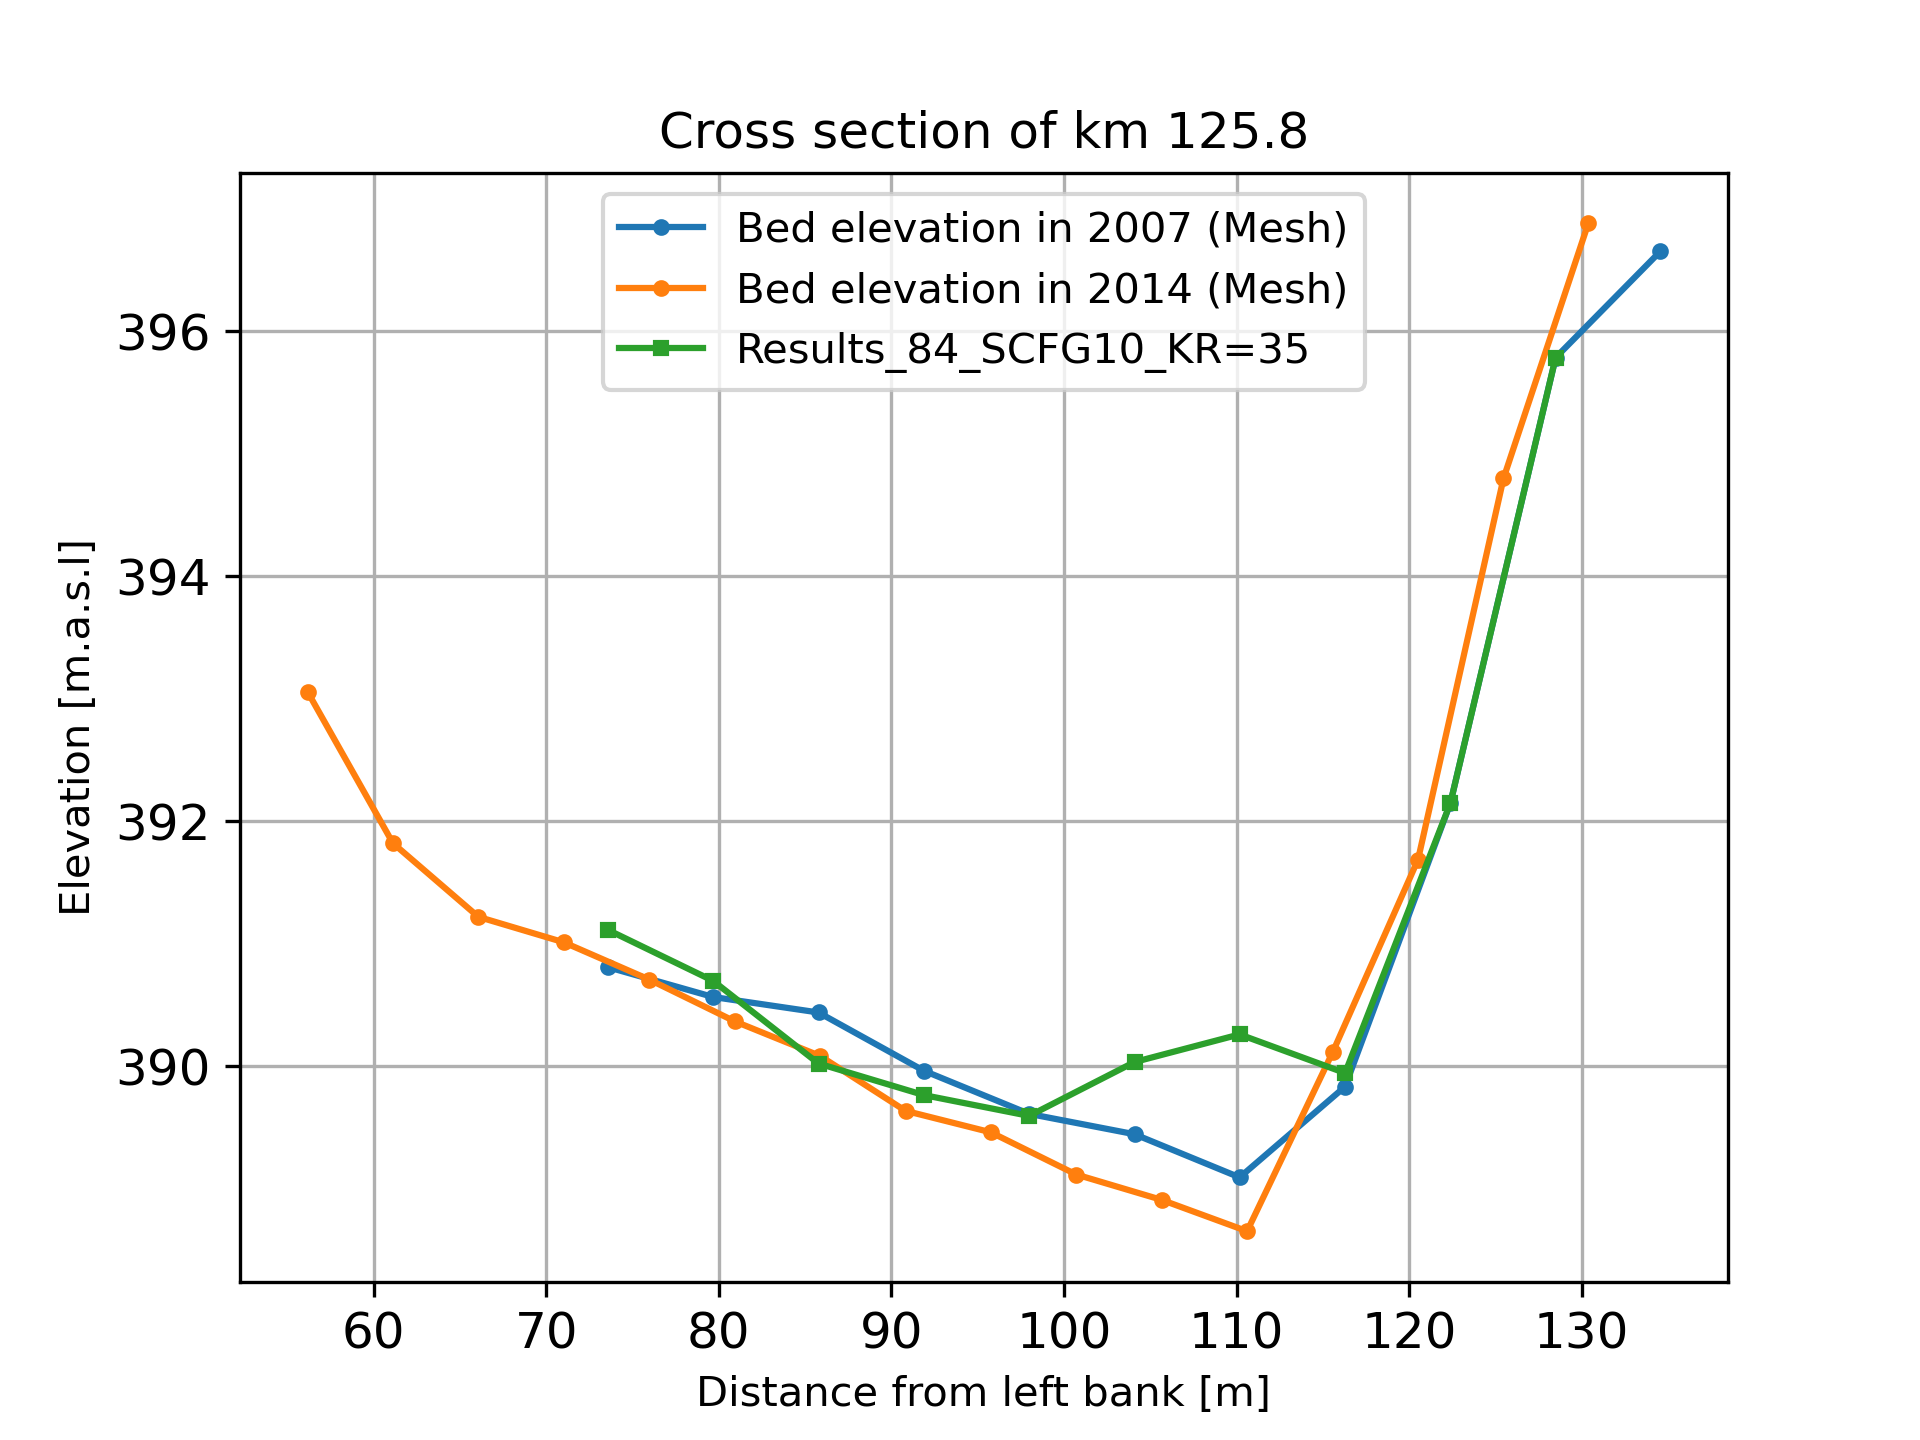 Cross section of km 125.8
Bed elevation in 2007 (Mesh)
Bed elevation in 2014 (Mesh)
Results_84_SCFG10_KR=35
396
394
392
390
Elevation [m.a.s.l]
60 70 80 90 100 110 120 130
Distance from left bank [m]